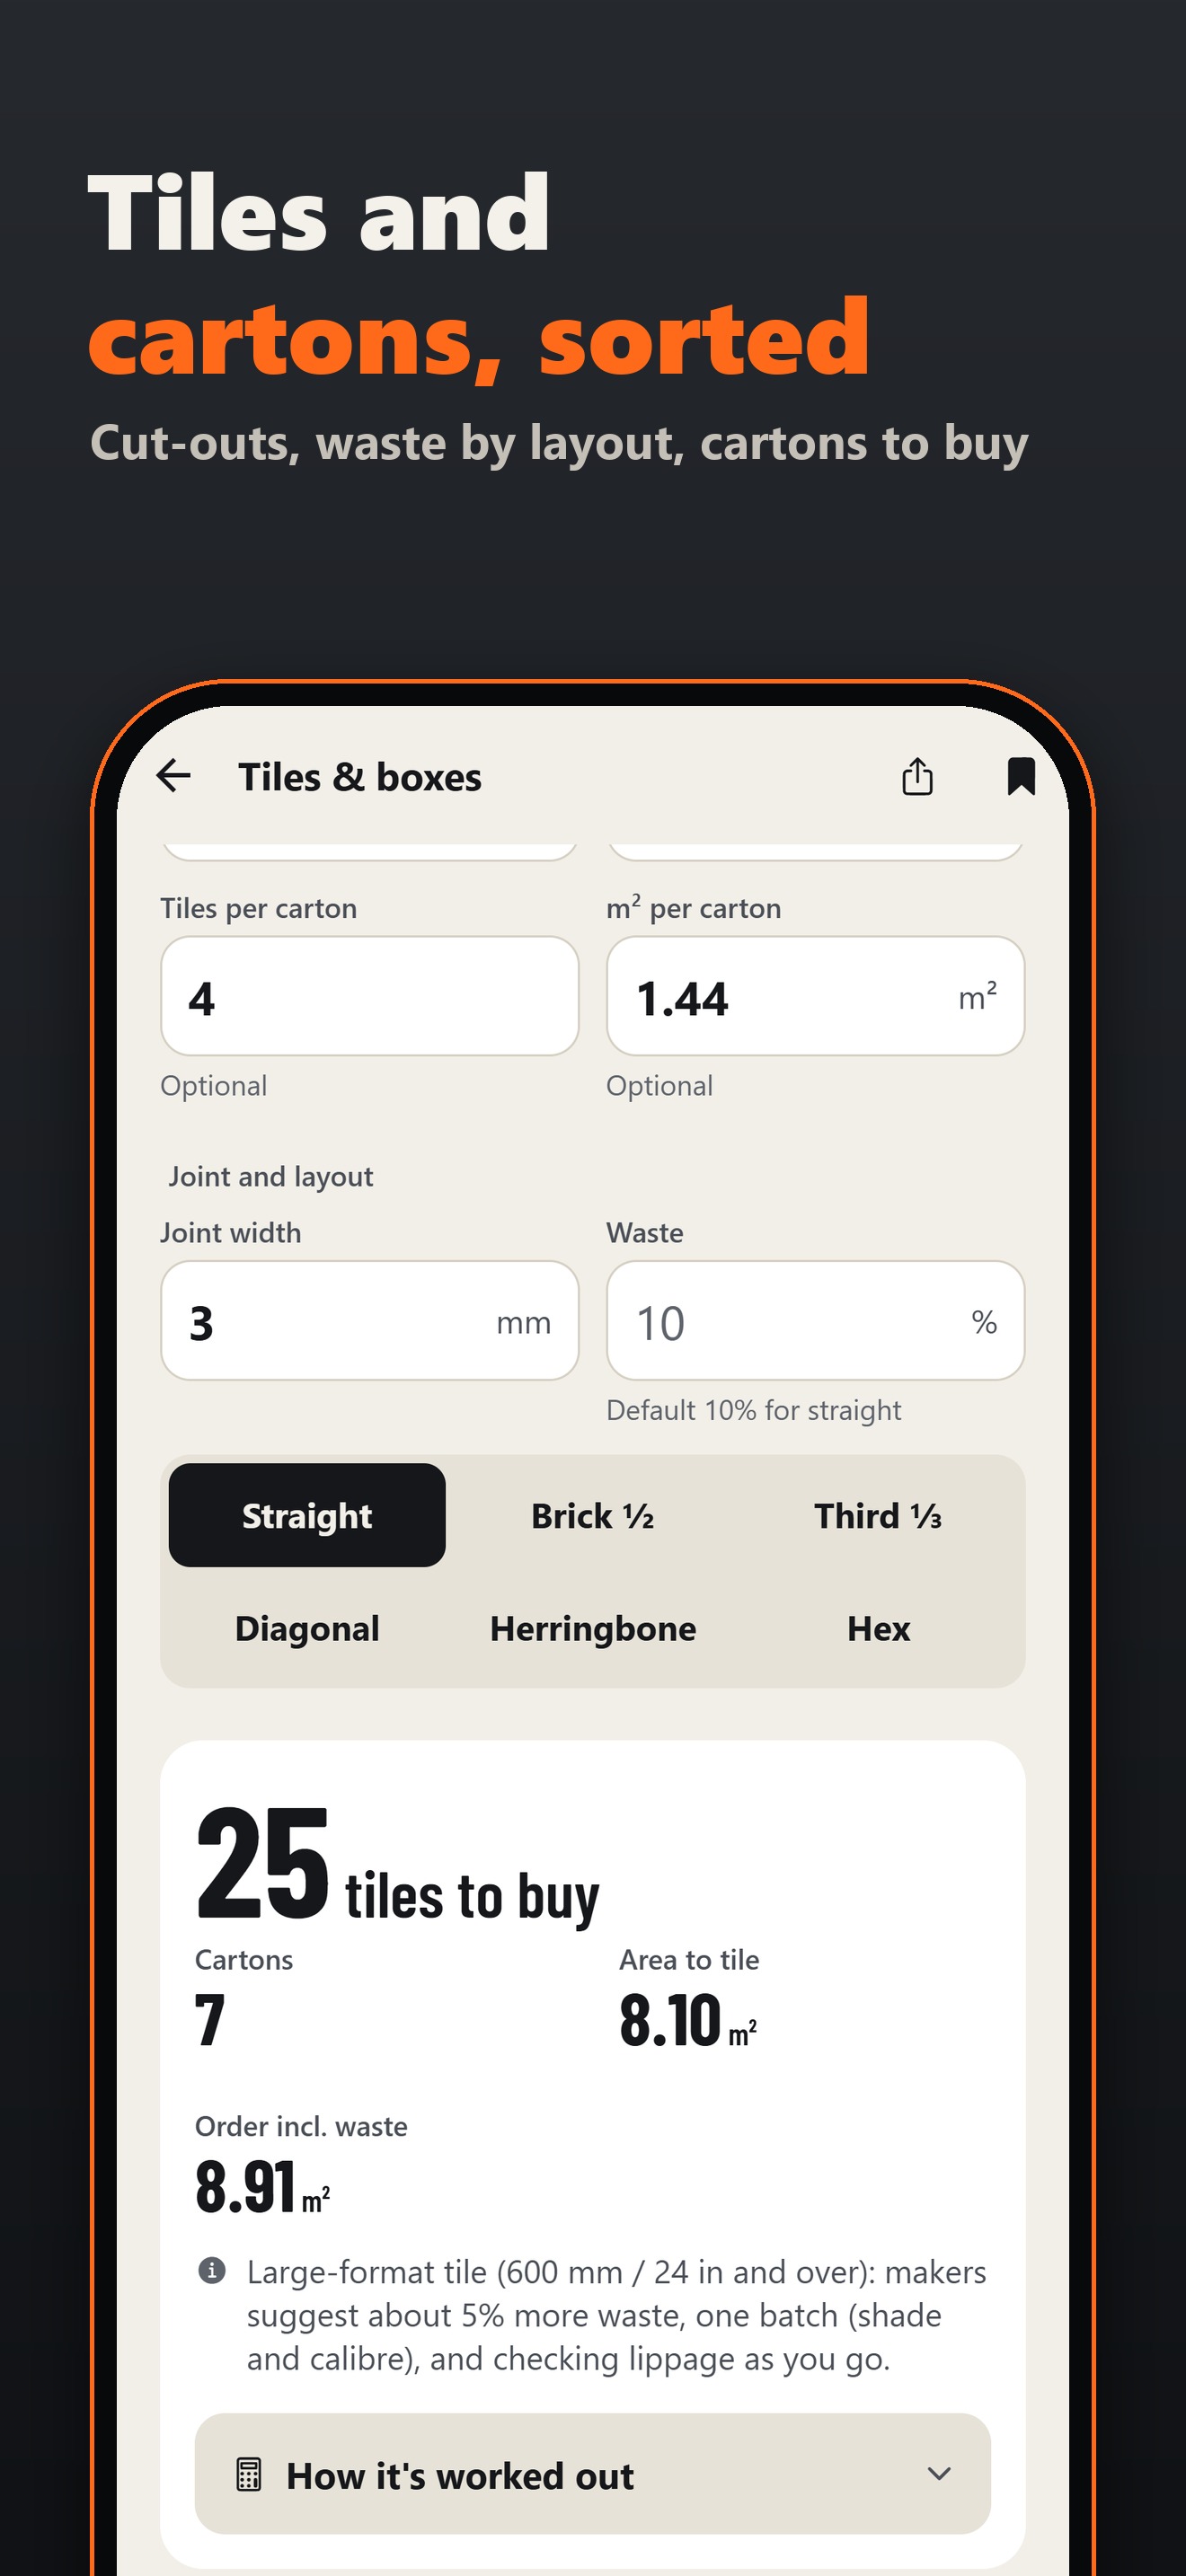 Tiles and
cartons, sorted
Cut-outs, waste by layout, cartons to buy
Tiles & boxes
Tiles per carton
m² per carton
4
1.44 m²
Optional
Optional
Joint and layout
Joint width
Waste
3 mm
10 %
Default 10% for straight
Straight
Brick ½
Third ⅓
Diagonal
Herringbone
Hex
25 tiles to buy
Cartons
Area to tile
7
8.10 m²
Order incl. waste
8.91 m²
Large-format tile (600 mm / 24 in and over): makers
suggest about 5% more waste, one batch (shade
and calibre), and checking lippage as you go.
How it's worked out